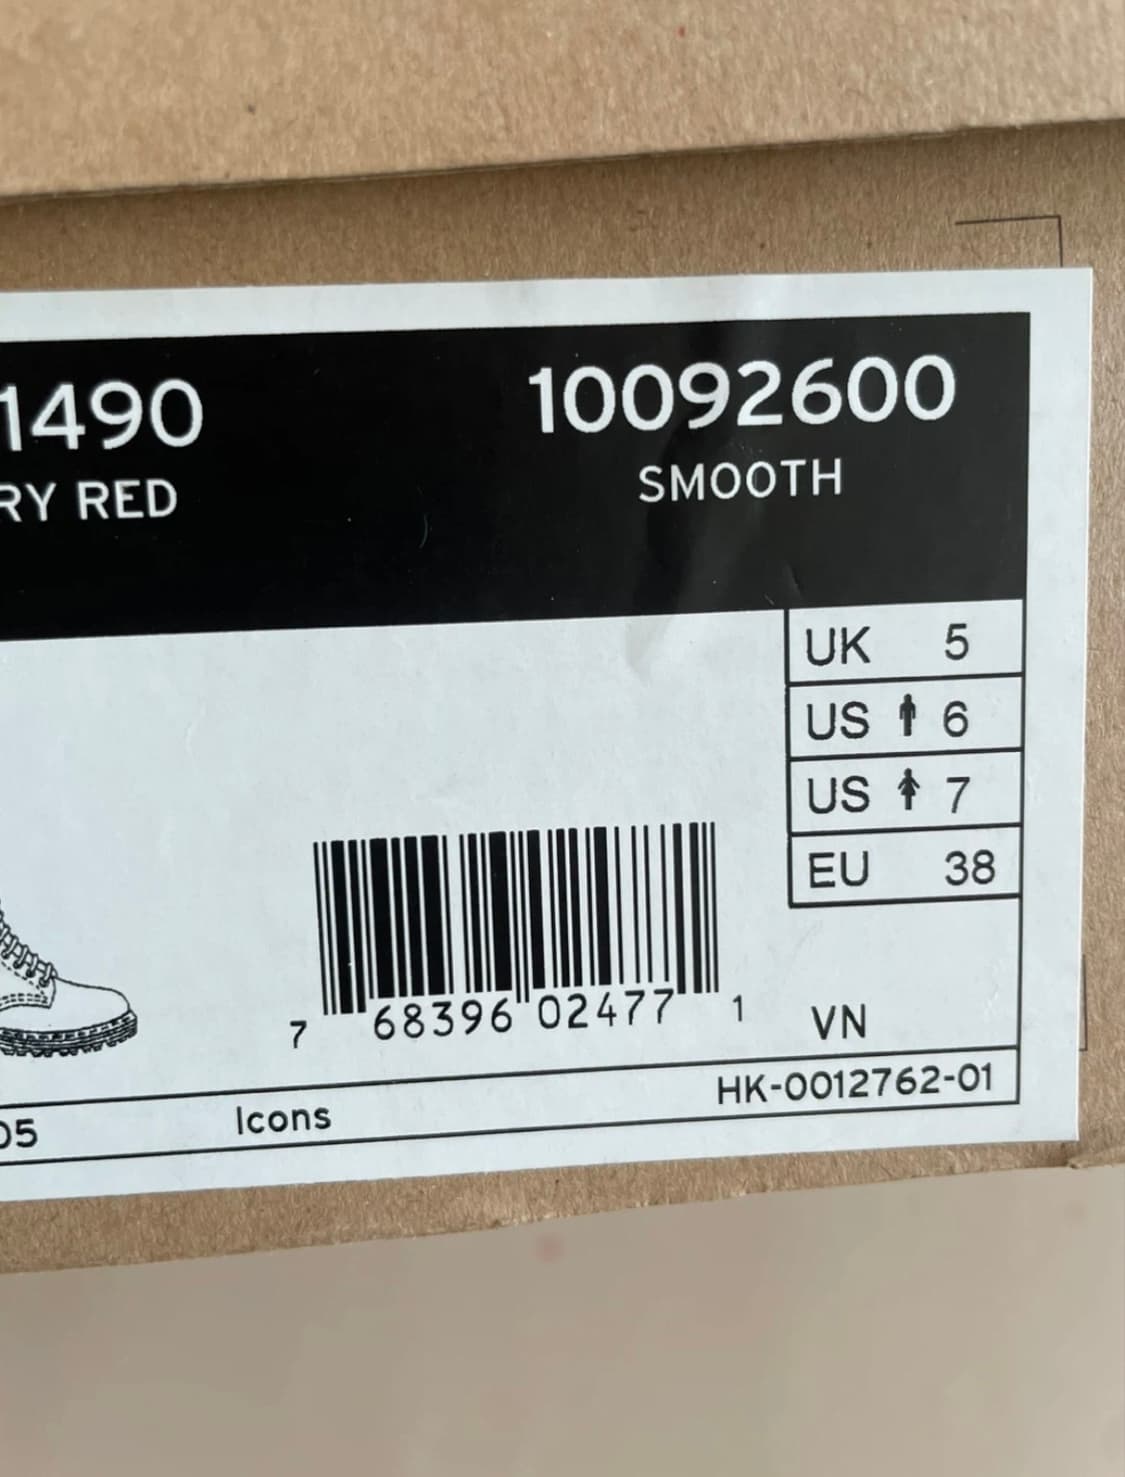 1490 10092600
RY RED SMOOTH
UK 5
US 6
US 7
EU 38
7 68396 02477 1
VN
HK-0012762-01
05 Icons